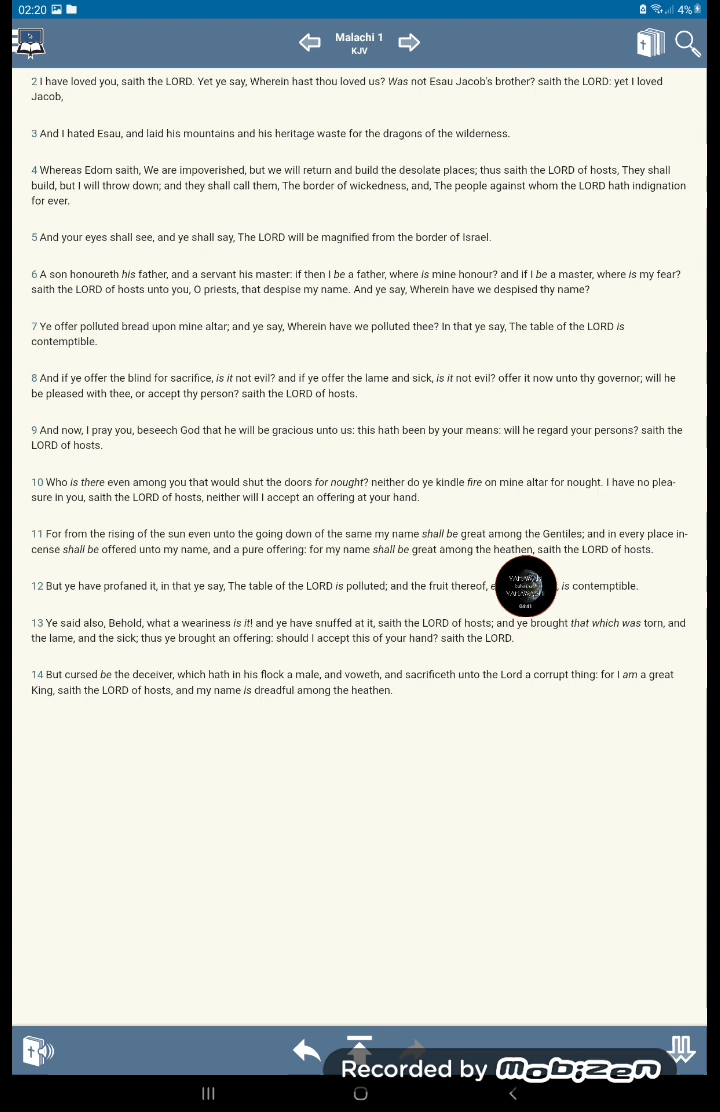 02:20 4%
Malachi 1
KJV
2 I have loved you, saith the LORD. Yet ye say, Wherein hast thou loved us? Was not Esau Jacob's brother? saith the LORD: yet I loved
Jacob,
3 And I hated Esau, and laid his mountains and his heritage waste for the dragons of the wilderness.
4 Whereas Edom saith, We are impoverished, but we will return and build the desolate places; thus saith the LORD of hosts, They shall
build, but I will throw down; and they shall call them, The border of wickedness, and, The people against whom the LORD hath indignation
for ever.
5 And your eyes shall see, and ye shall say, The LORD will be magnified from the border of Israel.
6 A son honoureth his father, and a servant his master: if then I be a father, where is mine honour? and if I be a master, where is my fear?
saith the LORD of hosts unto you, O priests, that despise my name. And ye say, Wherein have we despised thy name?
7 Ye offer polluted bread upon mine altar; and ye say, Wherein have we polluted thee? In that ye say, The table of the LORD is
contemptible.
8 And if ye offer the blind for sacrifice, is it not evil? and if ye offer the lame and sick, is it not evil? offer it now unto thy governor; will he
be pleased with thee, or accept thy person? saith the LORD of hosts.
9 And now, I pray you, beseech God that he will be gracious unto us: this hath been by your means: will he regard your persons? saith the
LORD of hosts.
10 Who is there even among you that would shut the doors for nought? neither do ye kindle fire on mine altar for nought. I have no plea-
sure in you, saith the LORD of hosts, neither will I accept an offering at your hand.
11 For from the rising of the sun even unto the going down of the same my name shall be great among the Gentiles; and in every place in-
cense shall be offered unto my name, and a pure offering: for my name shall be great among the heathen, saith the LORD of hosts.
12 But ye have profaned it, in that ye say, The table of the LORD is polluted; and the fruit thereof, is contemptible.
04:41
13 Ye said also, Behold, what a weariness is it! and ye have snuffed at it, saith the LORD of hosts; and ye brought that which was torn, and
the lame, and the sick; thus ye brought an offering: should I accept this of your hand? saith the LORD.
14 But cursed be the deceiver, which hath in his flock a male, and voweth, and sacrificeth unto the Lord a corrupt thing: for I am a great
King, saith the LORD of hosts, and my name is dreadful among the heathen.
Recorded by Mobizen